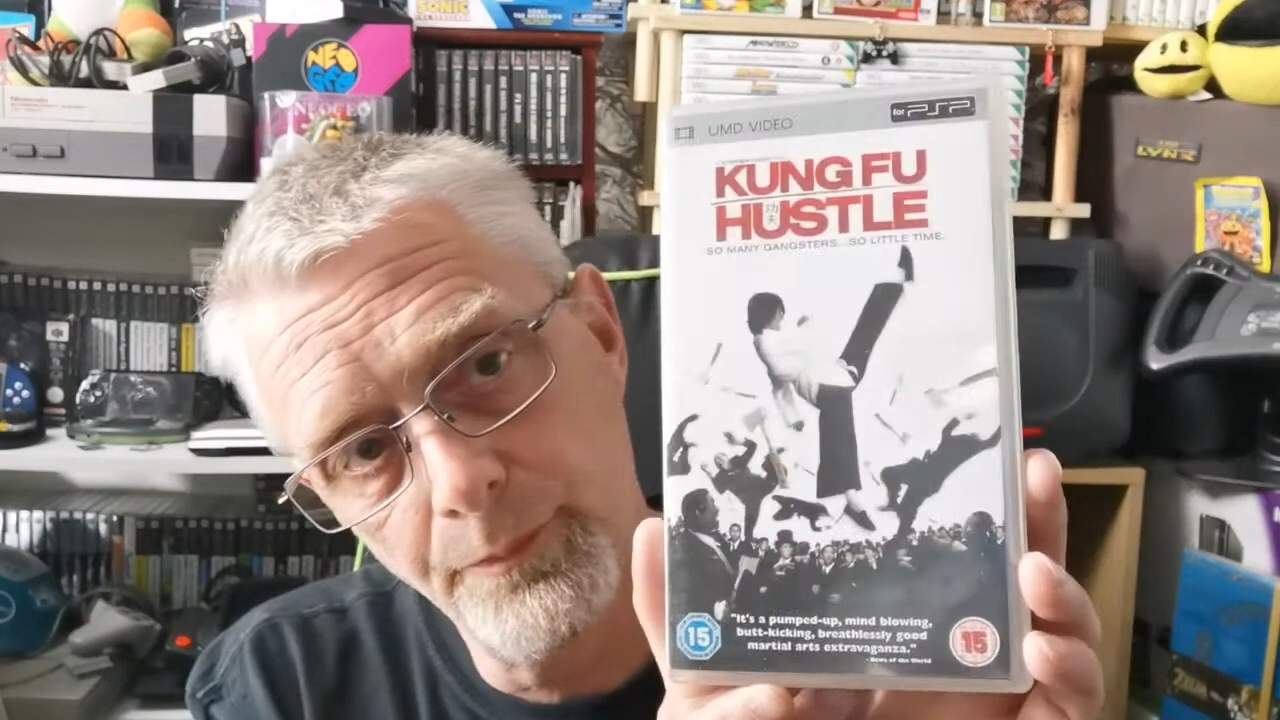 SONIC
NEO
GEO
NEOGEO
Nintendo
LYNX
UMD VIDEO
for PSP
KUNG FU
功夫
HUSTLE
SO MANY GANGSTERS...SO LITTLE TIME.
15
"It's a pumped-up, mind blowing,
butt-kicking, breathlessly good
martial arts extravaganza."
- News of the World
15
ZELDA